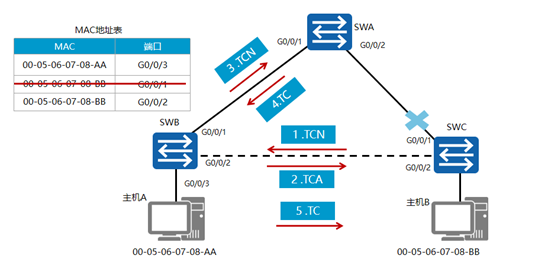 MAC地址表
MAC 端口
00-05-06-07-08-AA G0/0/3
00-05-06-07-08-BB G0/0/1
00-05-06-07-08-BB G0/0/2
SWA
G0/0/1
G0/0/2
3 .TCN
4.TC
SWB
G0/0/1
G0/0/2
G0/0/3
1 .TCN
2 .TCA
5 .TC
SWC
G0/0/1
G0/0/2
主机A
主机B
00-05-06-07-08-AA
00-05-06-07-08-BB